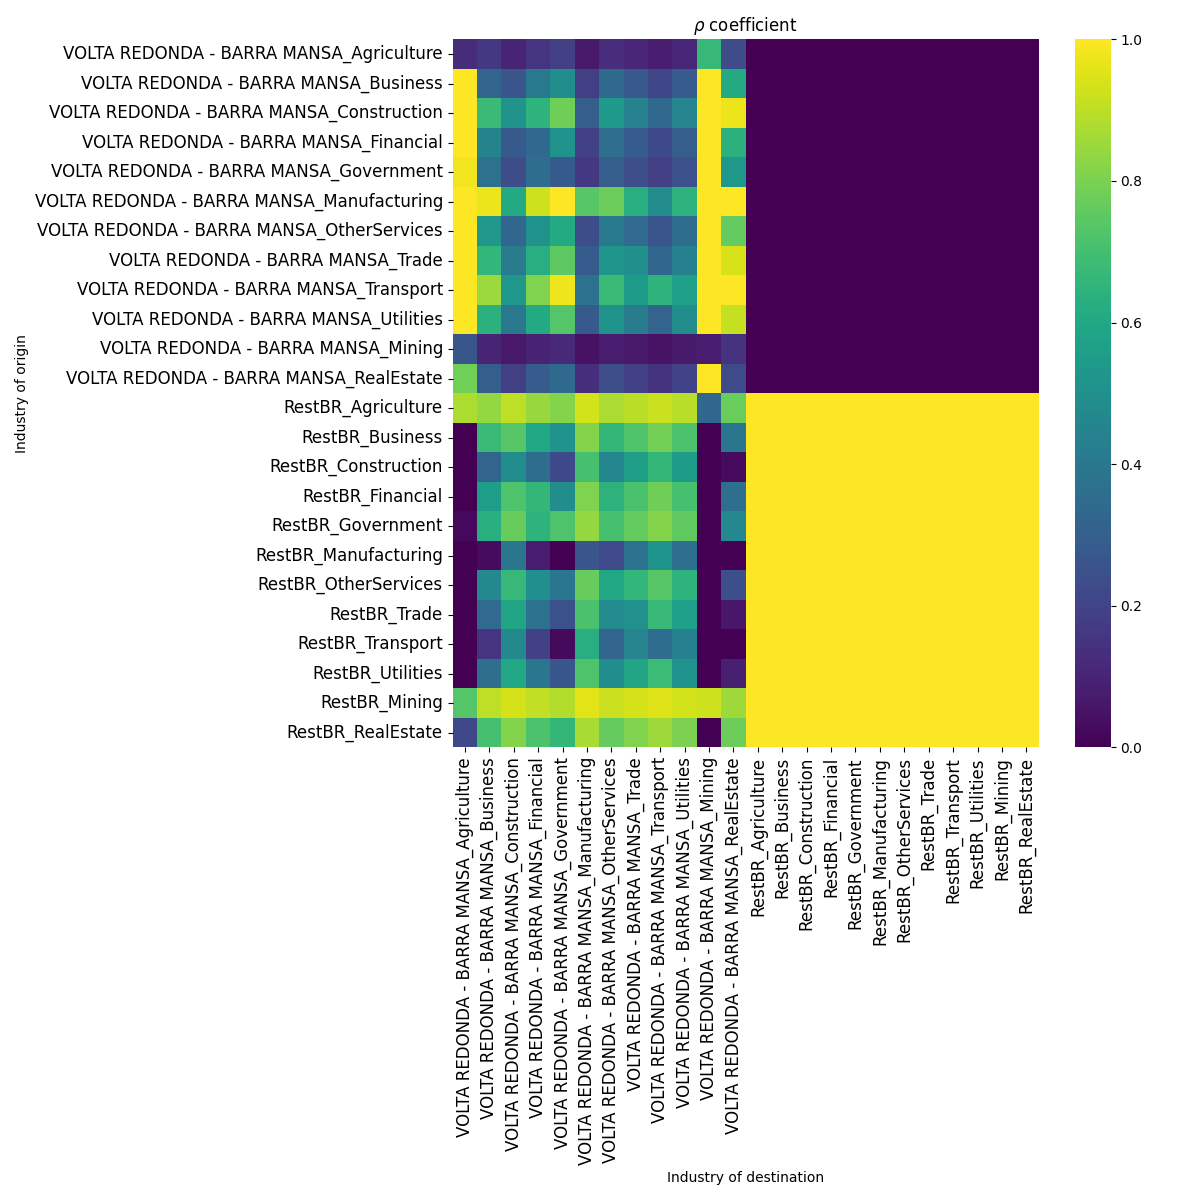 ρ coefficient
Industry of origin
VOLTA REDONDA - BARRA MANSA_Agriculture
VOLTA REDONDA - BARRA MANSA_Business
VOLTA REDONDA - BARRA MANSA_Construction
VOLTA REDONDA - BARRA MANSA_Financial
VOLTA REDONDA - BARRA MANSA_Government
VOLTA REDONDA - BARRA MANSA_Manufacturing
VOLTA REDONDA - BARRA MANSA_OtherServices
VOLTA REDONDA - BARRA MANSA_Trade
VOLTA REDONDA - BARRA MANSA_Transport
VOLTA REDONDA - BARRA MANSA_Utilities
VOLTA REDONDA - BARRA MANSA_Mining
VOLTA REDONDA - BARRA MANSA_RealEstate
RestBR_Agriculture
RestBR_Business
RestBR_Construction
RestBR_Financial
RestBR_Government
RestBR_Manufacturing
RestBR_OtherServices
RestBR_Trade
RestBR_Transport
RestBR_Utilities
RestBR_Mining
RestBR_RealEstate
1.0
0.8
0.6
0.4
0.2
0.0
VOLTA REDONDA - BARRA MANSA_Agriculture
VOLTA REDONDA - BARRA MANSA_Business
VOLTA REDONDA - BARRA MANSA_Construction
VOLTA REDONDA - BARRA MANSA_Financial
VOLTA REDONDA - BARRA MANSA_Government
VOLTA REDONDA - BARRA MANSA_Manufacturing
VOLTA REDONDA - BARRA MANSA_OtherServices
VOLTA REDONDA - BARRA MANSA_Trade
VOLTA REDONDA - BARRA MANSA_Transport
VOLTA REDONDA - BARRA MANSA_Utilities
VOLTA REDONDA - BARRA MANSA_Mining
VOLTA REDONDA - BARRA MANSA_RealEstate
RestBR_Agriculture
RestBR_Business
RestBR_Construction
RestBR_Financial
RestBR_Government
RestBR_Manufacturing
RestBR_OtherServices
RestBR_Trade
RestBR_Transport
RestBR_Utilities
RestBR_Mining
RestBR_RealEstate
Industry of destination